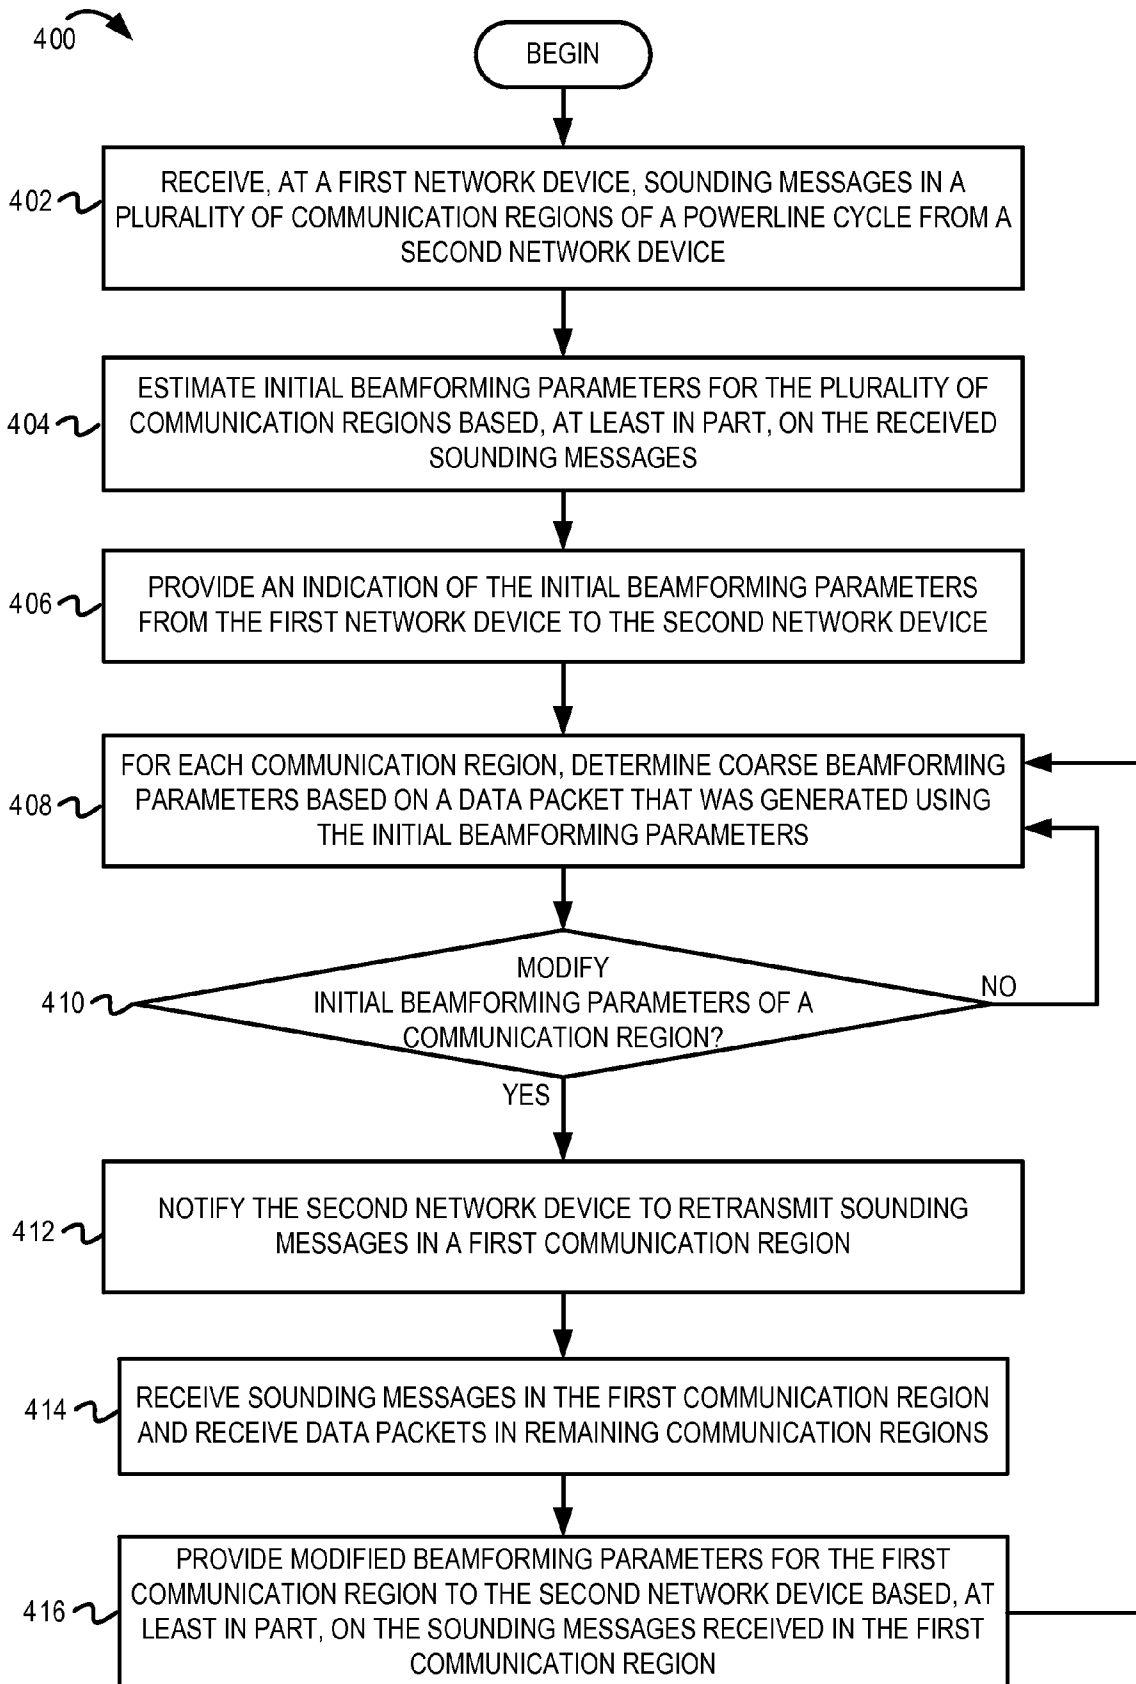 400
BEGIN
402
RECEIVE, AT A FIRST NETWORK DEVICE, SOUNDING MESSAGES IN A
PLURALITY OF COMMUNICATION REGIONS OF A POWERLINE CYCLE FROM A
SECOND NETWORK DEVICE
404
ESTIMATE INITIAL BEAMFORMING PARAMETERS FOR THE PLURALITY OF
COMMUNICATION REGIONS BASED, AT LEAST IN PART, ON THE RECEIVED
SOUNDING MESSAGES
406
PROVIDE AN INDICATION OF THE INITIAL BEAMFORMING PARAMETERS
FROM THE FIRST NETWORK DEVICE TO THE SECOND NETWORK DEVICE
408
FOR EACH COMMUNICATION REGION, DETERMINE COARSE BEAMFORMING
PARAMETERS BASED ON A DATA PACKET THAT WAS GENERATED USING
THE INITIAL BEAMFORMING PARAMETERS
410
MODIFY
INITIAL BEAMFORMING PARAMETERS OF A
COMMUNICATION REGION?
NO
YES
412
NOTIFY THE SECOND NETWORK DEVICE TO RETRANSMIT SOUNDING
MESSAGES IN A FIRST COMMUNICATION REGION
414
RECEIVE SOUNDING MESSAGES IN THE FIRST COMMUNICATION REGION
AND RECEIVE DATA PACKETS IN REMAINING COMMUNICATION REGIONS
416
PROVIDE MODIFIED BEAMFORMING PARAMETERS FOR THE FIRST
COMMUNICATION REGION TO THE SECOND NETWORK DEVICE BASED, AT
LEAST IN PART, ON THE SOUNDING MESSAGES RECEIVED IN THE FIRST
COMMUNICATION REGION